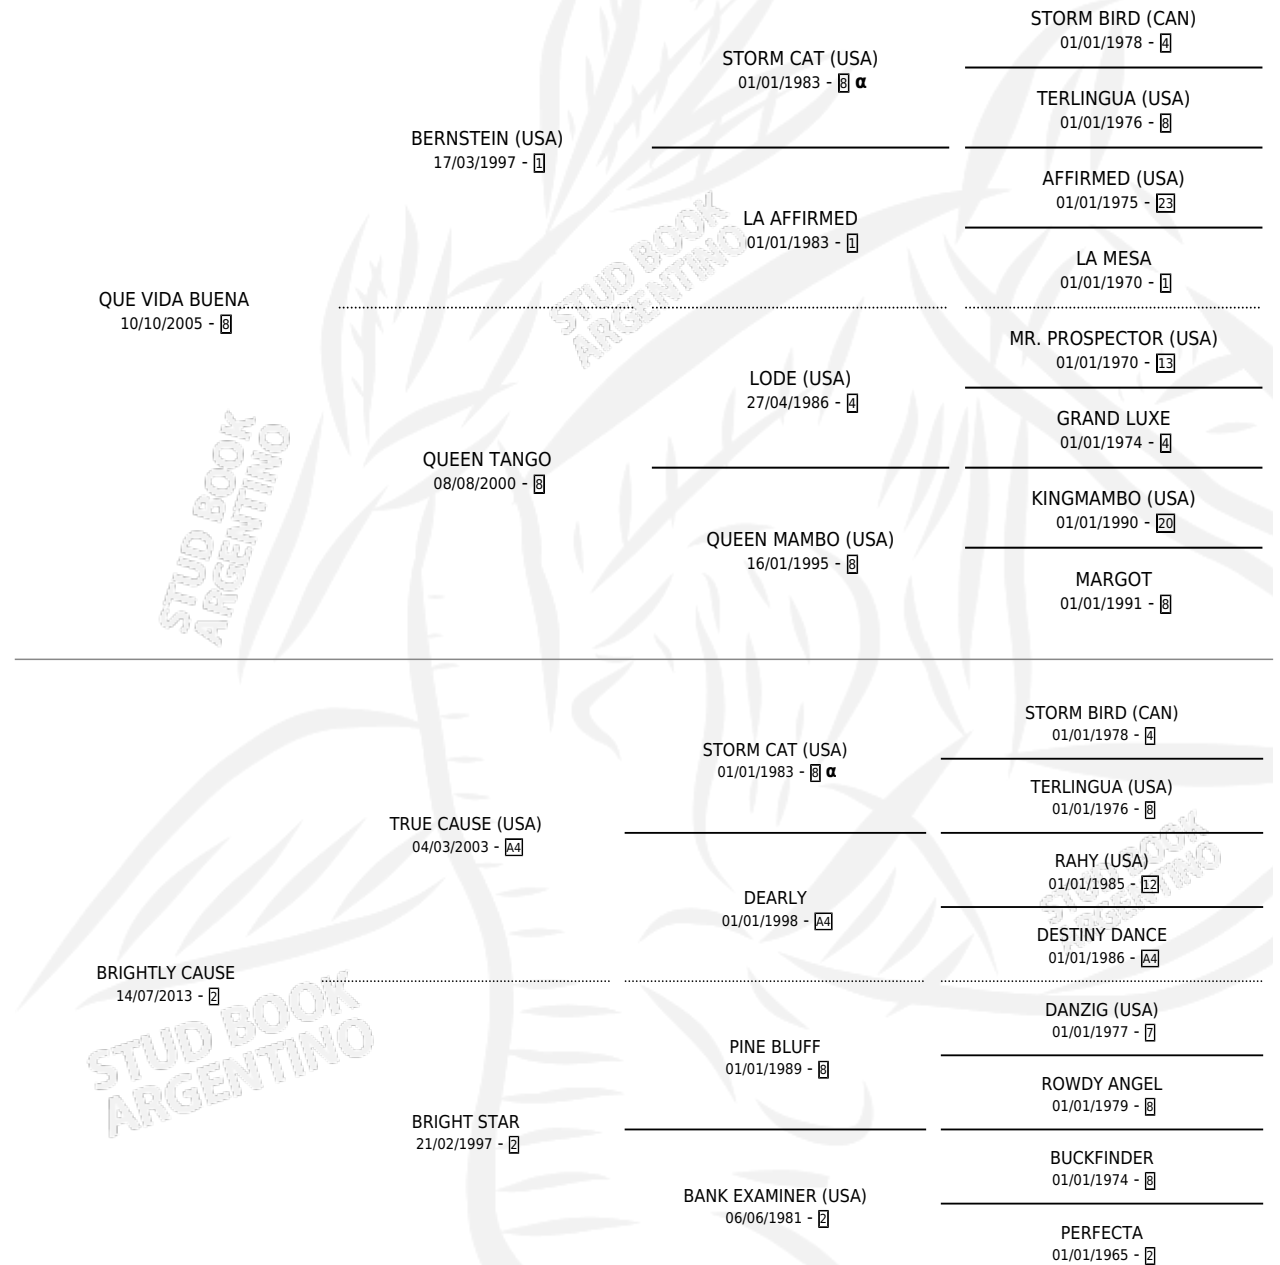 STORM BIRD (CAN)
01/01/1978 - 4
STORM CAT (USA)
01/01/1983 - 8 α
TERLINGUA (USA)
01/01/1976 - 8
BERNSTEIN (USA)
17/03/1997 - 1
AFFIRMED (USA)
01/01/1975 - 23
LA AFFIRMED
01/01/1983 - 1
LA MESA
01/01/1970 - 1
QUE VIDA BUENA
10/10/2005 - 8
MR. PROSPECTOR (USA)
01/01/1970 - 13
LODE (USA)
27/04/1986 - 4
GRAND LUXE
01/01/1974 - 4
QUEEN TANGO
08/08/2000 - 8
KINGMAMBO (USA)
01/01/1990 - 20
QUEEN MAMBO (USA)
16/01/1995 - 8
MARGOT
01/01/1991 - 8
STUD BOOK
ARGENTINO
STUD BOOK
ARGENTINO
STORM BIRD (CAN)
01/01/1978 - 4
STORM CAT (USA)
01/01/1983 - 8 α
TERLINGUA (USA)
01/01/1976 - 8
TRUE CAUSE (USA)
04/03/2003 - A4
RAHY (USA)
01/01/1985 - 12
DEARLY
01/01/1998 - A4
DESTINY DANCE
01/01/1986 - A4
BRIGHTLY CAUSE
14/07/2013 - 2
DANZIG (USA)
01/01/1977 - 7
PINE BLUFF
01/01/1989 - 8
ROWDY ANGEL
01/01/1979 - 8
BRIGHT STAR
21/02/1997 - 2
BUCKFINDER
01/01/1974 - 8
BANK EXAMINER (USA)
06/06/1981 - 2
PERFECTA
01/01/1965 - 2
STUD BOOK
ARGENTINO
STUD BOOK
ARGENTINO